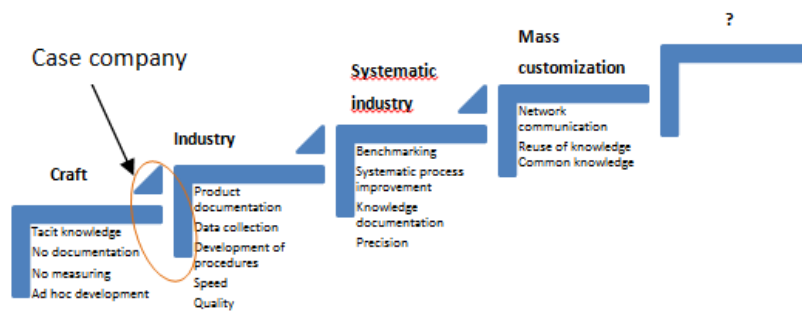 Case company
Craft
Tacit knowledge
No documentation
No measuring
Ad hoc development
Industry
Product
documentation
Data collection
Development of
procedures
Speed
Quality
Systematic
industry
Benchmarking
Systematic process
improvement
Knowledge
documentation
Precision
Mass
customization
Network
communication
Reuse of knowledge
Common knowledge
?